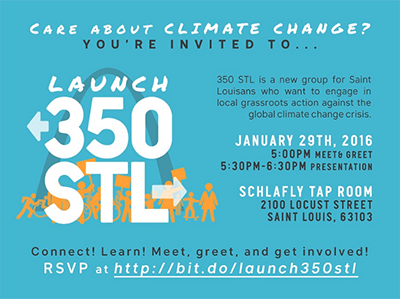 CARE ABOUT CLIMATE CHANGE?
YOU'RE INVITED TO...
LAUNCH
350
STL
350 STL is a new group for Saint
Louisans who want to engage in
local grassroots action against the
global climate change crisis.
JANUARY 29TH, 2016
5:00PM MEET& GREET
5:30PM-6:30PM PRESENTATION
SCHLAFLY TAP ROOM
2100 LOCUST STREET
SAINT LOUIS, 63103
Connect! Learn! Meet, greet, and get involved!
RSVP at http://bit.do/launch350stl